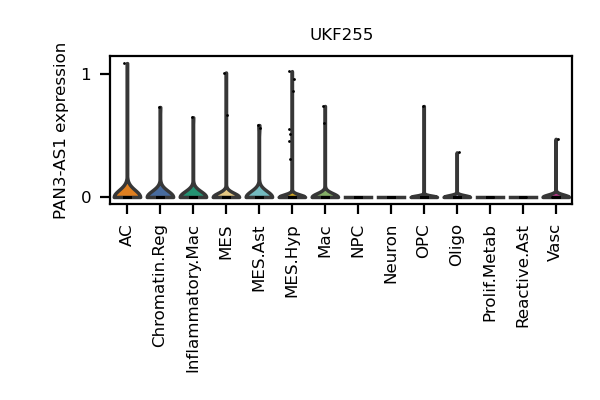 UKF255
PAN3-AS1 expression
1
0
AC
Chromatin.Reg
Inflammatory.Mac
MES
MES.Ast
MES.Hyp
Mac
NPC
Neuron
OPC
Oligo
Prolif.Metab
Reactive.Ast
Vasc